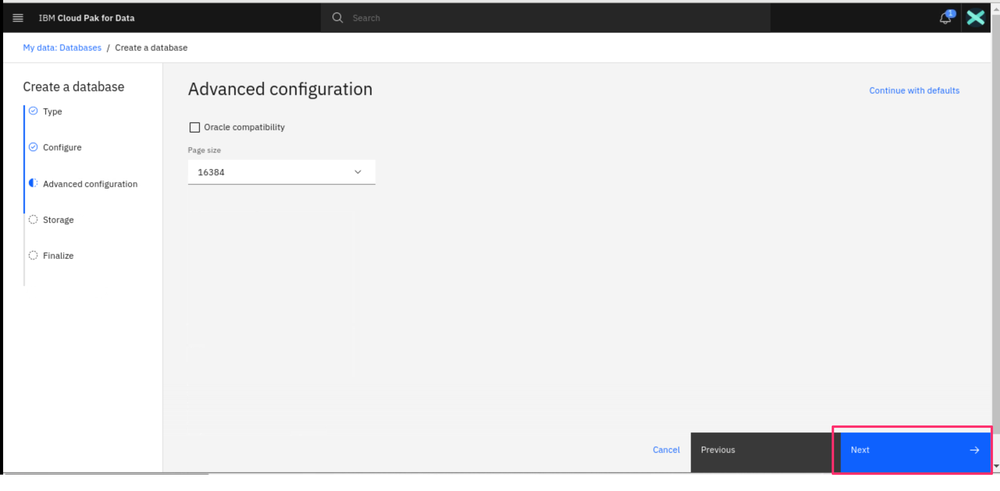 IBM Cloud Pak for Data
Search
1
My data: Databases / Create a database
Create a database
Type
Configure
Advanced configuration
Storage
Finalize
Advanced configuration
Continue with defaults
Oracle compatibility
Page size
16384
Cancel
Previous
Next